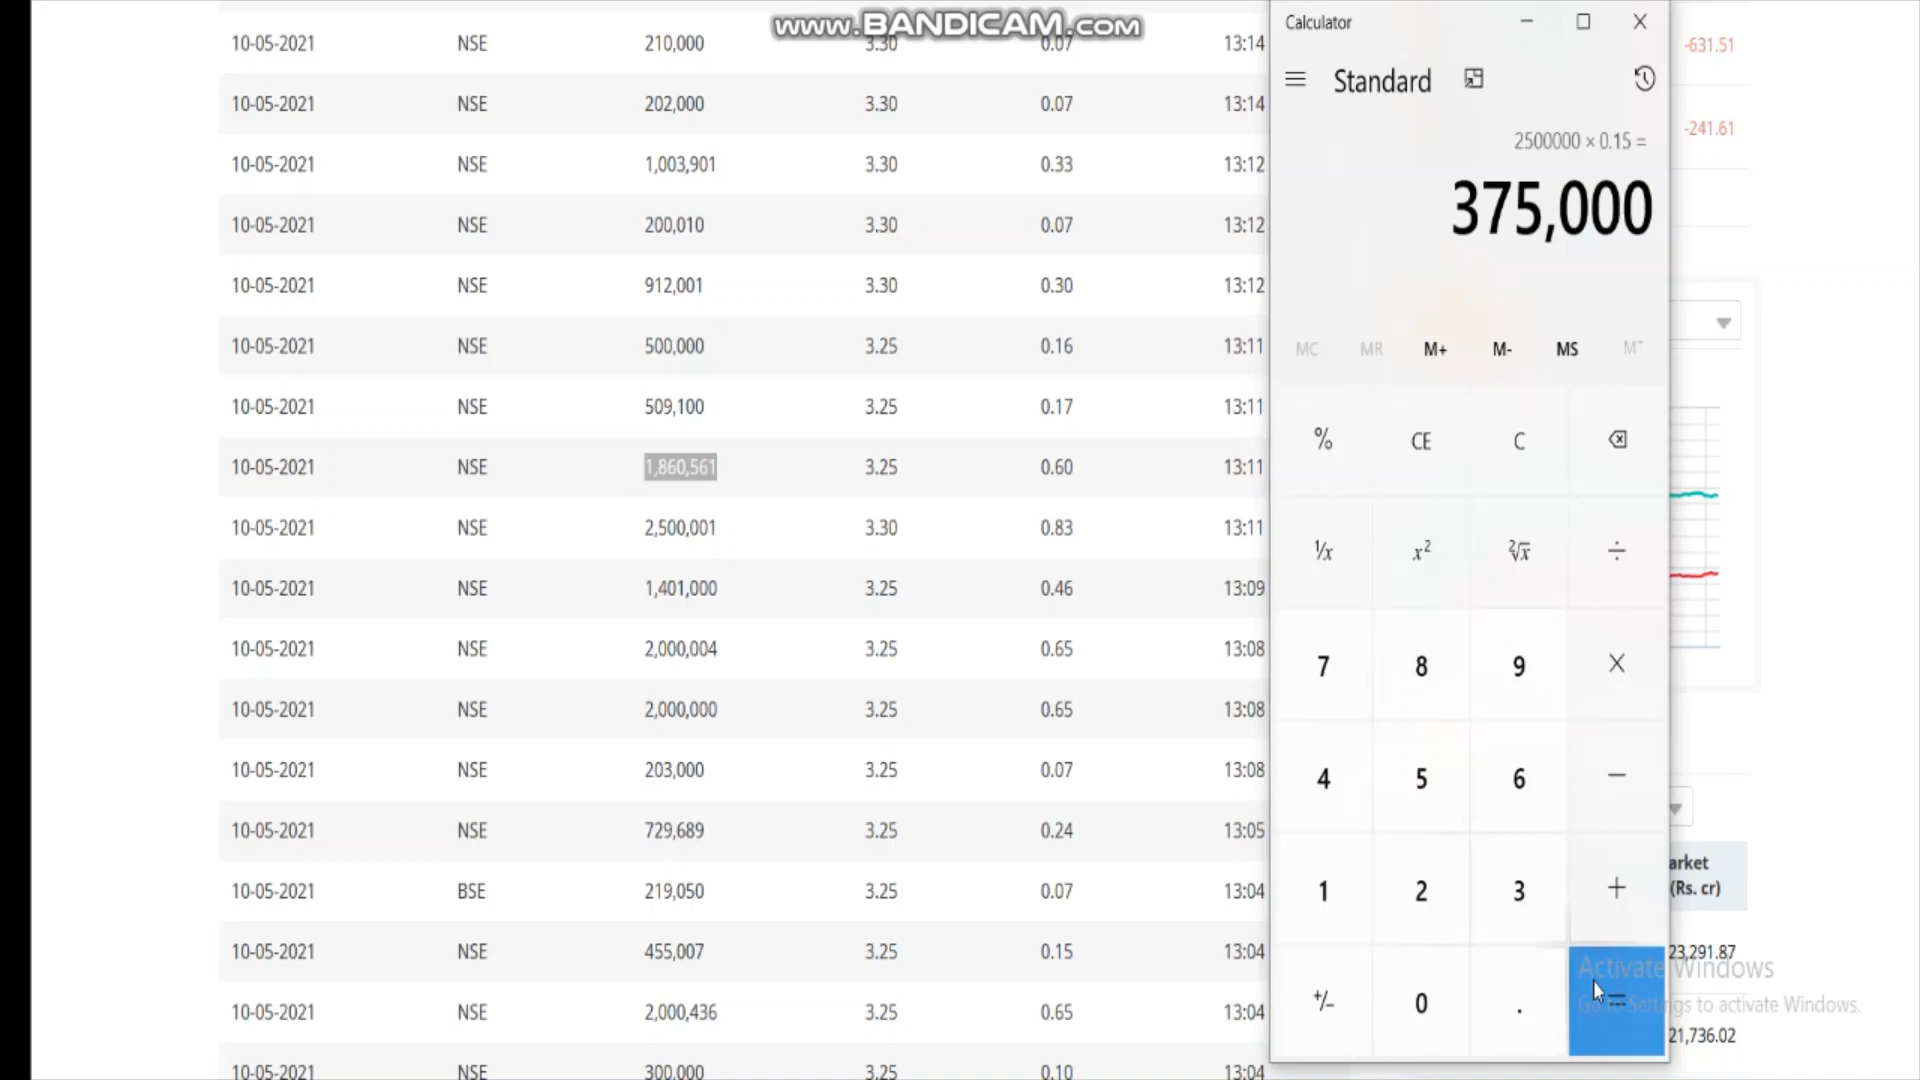 www.BANDICAM.com
10-05-2021 NSE 210,000 3.30 0.07 13:14
10-05-2021 NSE 202,000 3.30 0.07 13:14
10-05-2021 NSE 1,003,901 3.30 0.33 13:12
10-05-2021 NSE 200,010 3.30 0.07 13:12
10-05-2021 NSE 912,001 3.30 0.30 13:12
10-05-2021 NSE 500,000 3.25 0.16 13:11
10-05-2021 NSE 509,100 3.25 0.17 13:11
10-05-2021 NSE 1,860,561 3.25 0.60 13:11
10-05-2021 NSE 2,500,001 3.30 0.83 13:11
10-05-2021 NSE 1,401,000 3.25 0.46 13:09
10-05-2021 NSE 2,000,004 3.25 0.65 13:08
10-05-2021 NSE 2,000,000 3.25 0.65 13:08
10-05-2021 NSE 203,000 3.25 0.07 13:08
10-05-2021 NSE 729,689 3.25 0.24 13:05
10-05-2021 BSE 219,050 3.25 0.07 13:04
10-05-2021 NSE 455,007 3.25 0.15 13:04
10-05-2021 NSE 2,000,436 3.25 0.65 13:04
10-05-2021 NSE 300,000 3.25 0.10 13:04
Calculator
Standard
2500000 × 0.15 =
375,000
MC MR M+ M- MS M˅
% CE C
¹/x x² ²√x ÷
7 8 9 ×
4 5 6 −
1 2 3 +
+/− 0 . =
-631.51
-241.61
arket
(Rs. cr)
23,291.87
21,736.02
Activate Windows
Go to Settings to activate Windows.